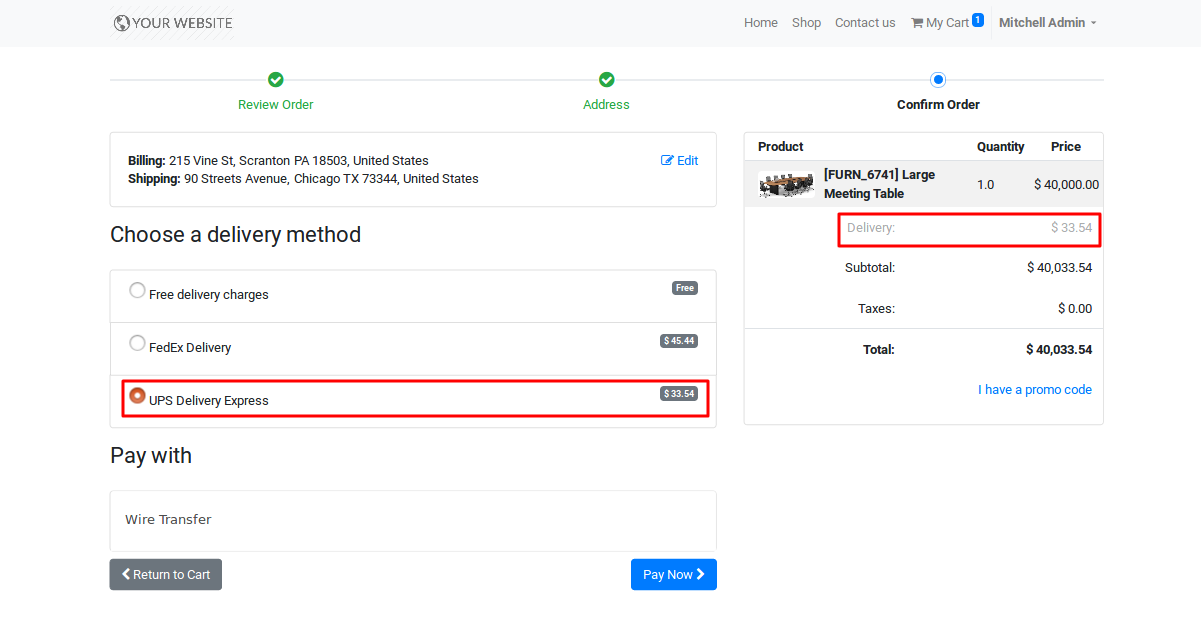 YOUR WEBSITE
Home Shop Contact us My Cart 1 Mitchell Admin
Review Order Address Confirm Order
Billing: 215 Vine St, Scranton PA 18503, United States
Edit
Shipping: 90 Streets Avenue, Chicago TX 73344, United States
Choose a delivery method
Free delivery charges Free
FedEx Delivery $ 45.44
UPS Delivery Express $ 33.54
Pay with
Wire Transfer
Return to Cart Pay Now
Product Quantity Price
[FURN_6741] Large
Meeting Table 1.0 $ 40,000.00
Delivery: $ 33.54
Subtotal: $ 40,033.54
Taxes: $ 0.00
Total: $ 40,033.54
I have a promo code